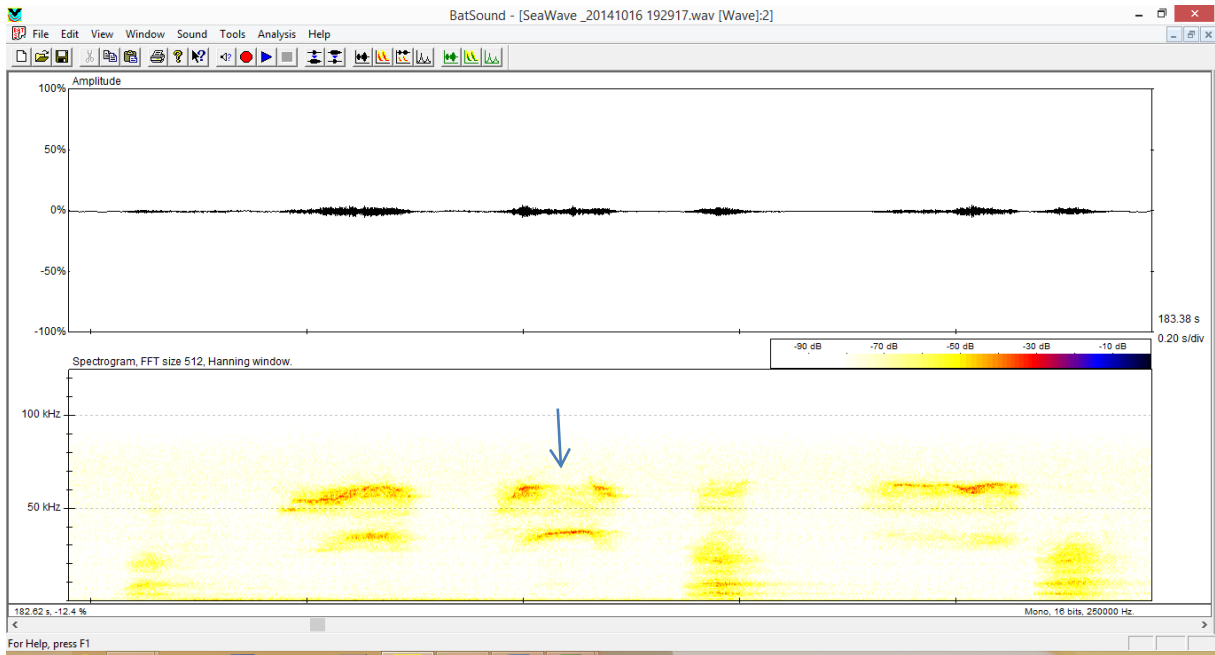 BatSound - [SeaWave _20141016 192917.wav [Wave]:2]
File Edit View Window Sound Tools Analysis Help
Amplitude
100%
50%
0%
-50%
-100%
183.38 s
0.20 s/div
Spectrogram, FFT size 512, Hanning window.
-90 dB -70 dB -50 dB -30 dB -10 dB
100 kHz
50 kHz
182.62 s, -12.4 % Mono, 16 bits, 250000 Hz.
For Help, press F1